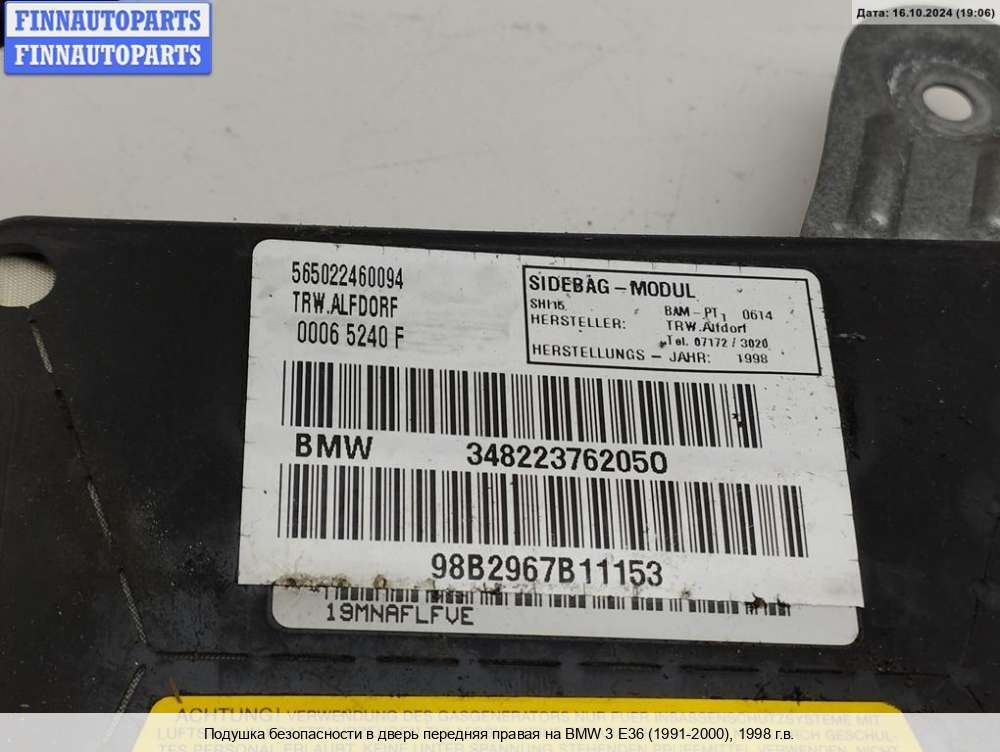 FINNAUTOPARTS
FINNAUTOPARTS
Дата: 16.10.2024 (19:06)
565022460094
TRW.ALFDORF
0006 5240 F
SIDEBAG-MODUL
BAM-PT1 0614
HERSTELLER: TRW.Alfdorf
Tel. 07172/3020
HERSTELLUNGS-JAHR: 1998
BMW 348223762050
98B2967B11153
19MNAFLFVE
ACHTUNG! VERWENDUNG DES GASGENERATORS NUR FUER INSASSENSCHUTZSYSTEME MIT
Подушка безопасности в дверь передняя правая на BMW 3 E36 (1991-2000), 1998 г.в.